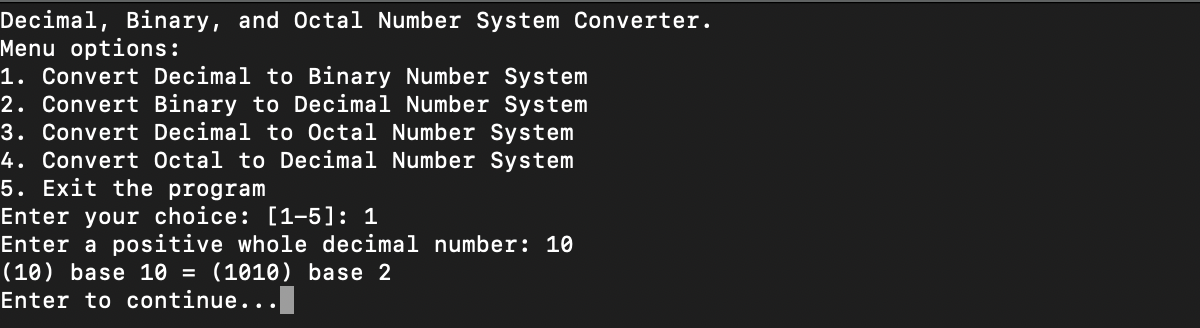 Decimal, Binary, and Octal Number System Converter.
Menu options:
1. Convert Decimal to Binary Number System
2. Convert Binary to Decimal Number System
3. Convert Decimal to Octal Number System
4. Convert Octal to Decimal Number System
5. Exit the program
Enter your choice: [1-5]: 1
Enter a positive whole decimal number: 10
(10) base 10 = (1010) base 2
Enter to continue...